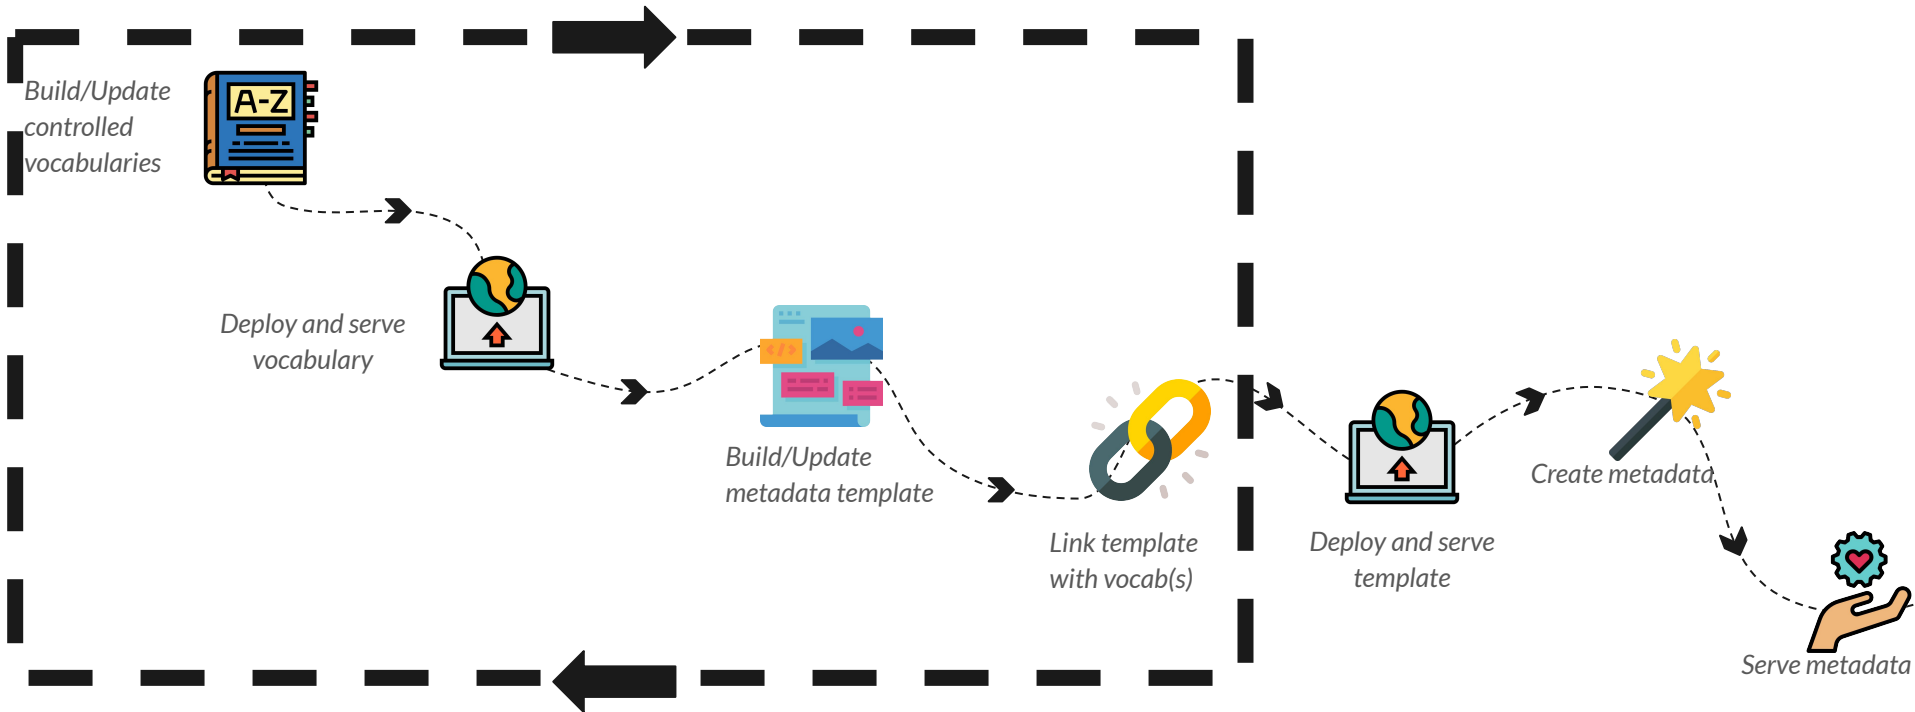 Build/Update
controlled
vocabularies
A-Z
Deploy and serve
vocabulary
</>
Build/Update
metadata template
Link template
with vocab(s)
Deploy and serve
template
Create metadata
Serve metadata